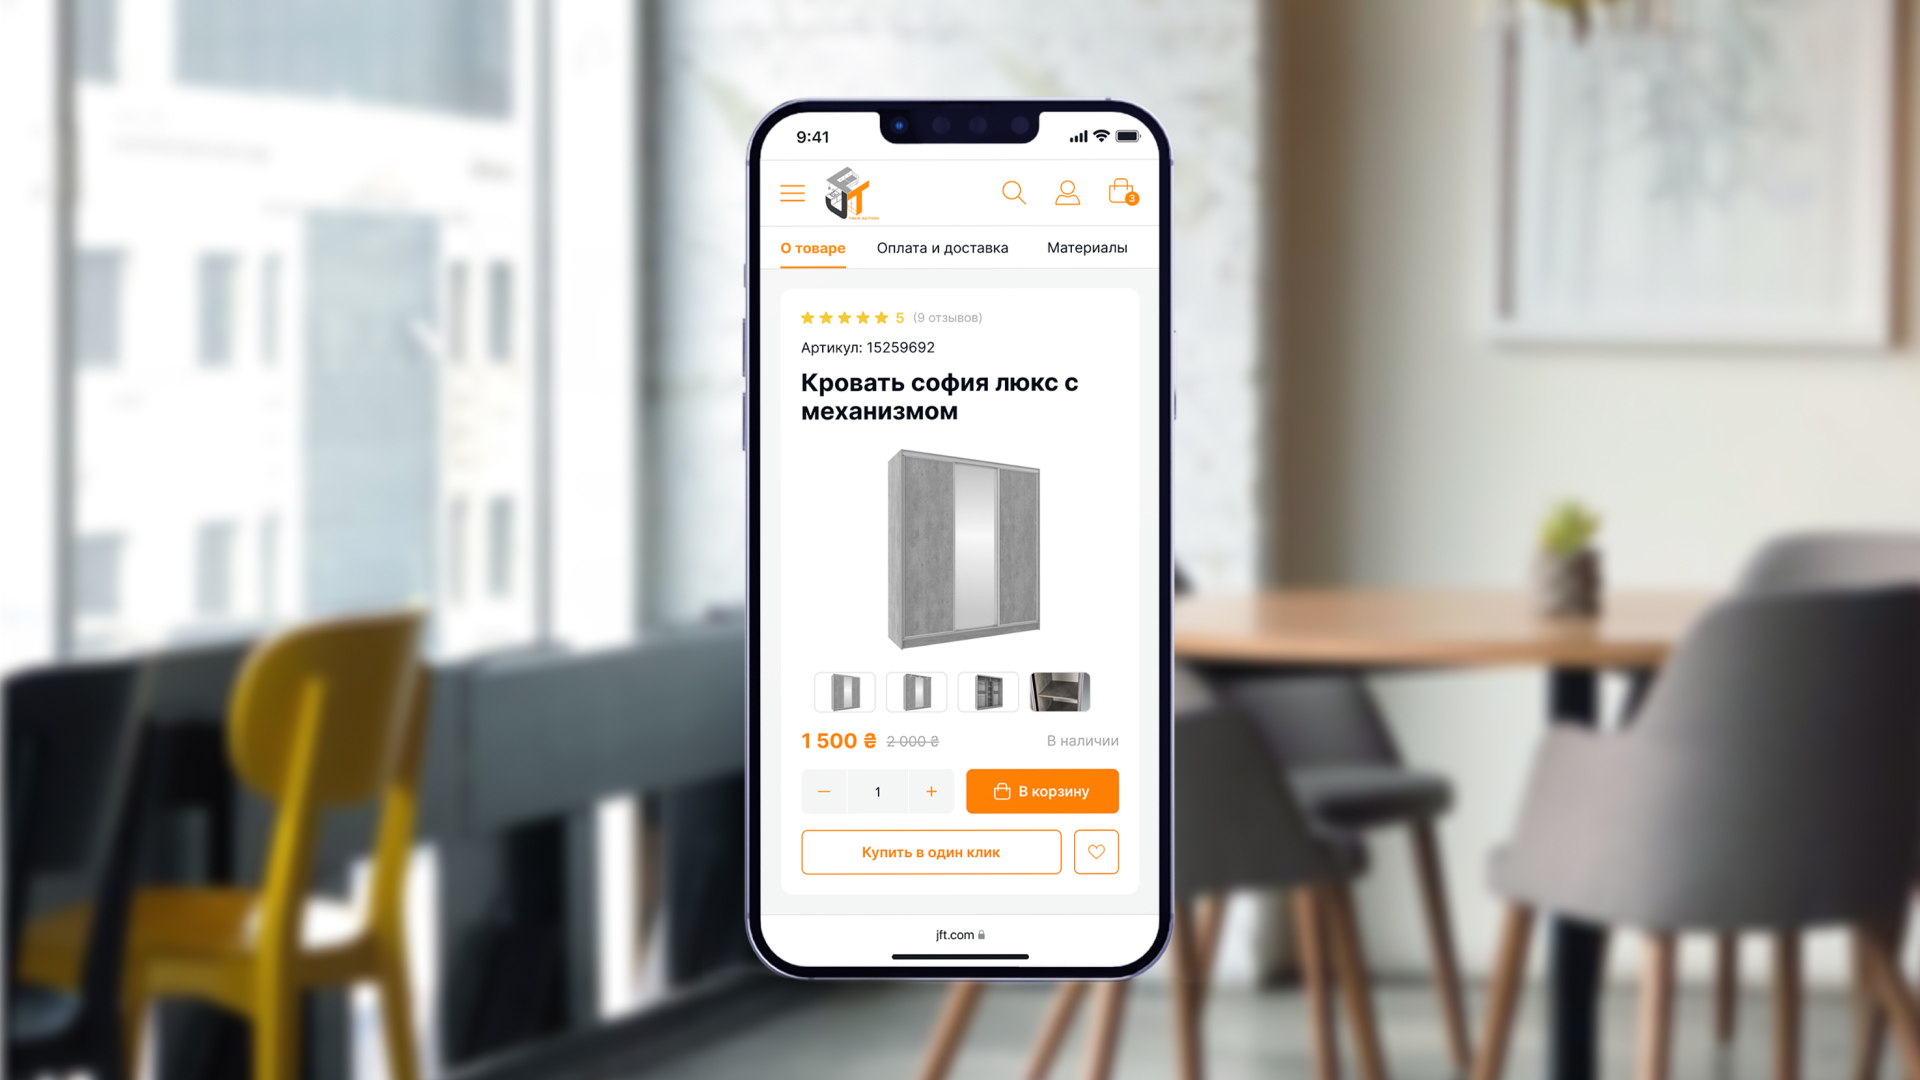 9:41
JFT
3
О товаре
Оплата и доставка
Материалы
5 (9 отзывов)
Артикул: 15259692
Кровать софия люкс с
механизмом
1 500 ₴ 2 000 ₴
В наличии
− 1 +
В корзину
Купить в один клик
jft.com